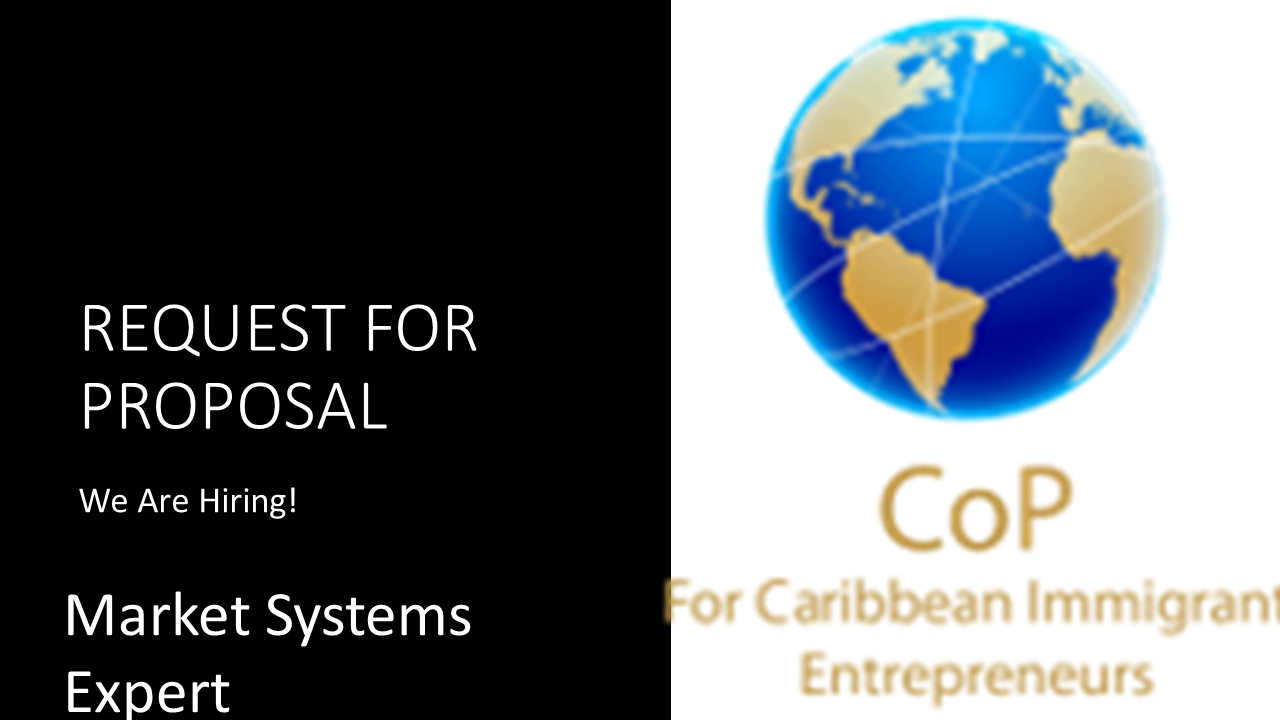 REQUEST FOR
PROPOSAL
We Are Hiring!
Market Systems
Expert
CoP
For Caribbean Immigrant
Entrepreneurs